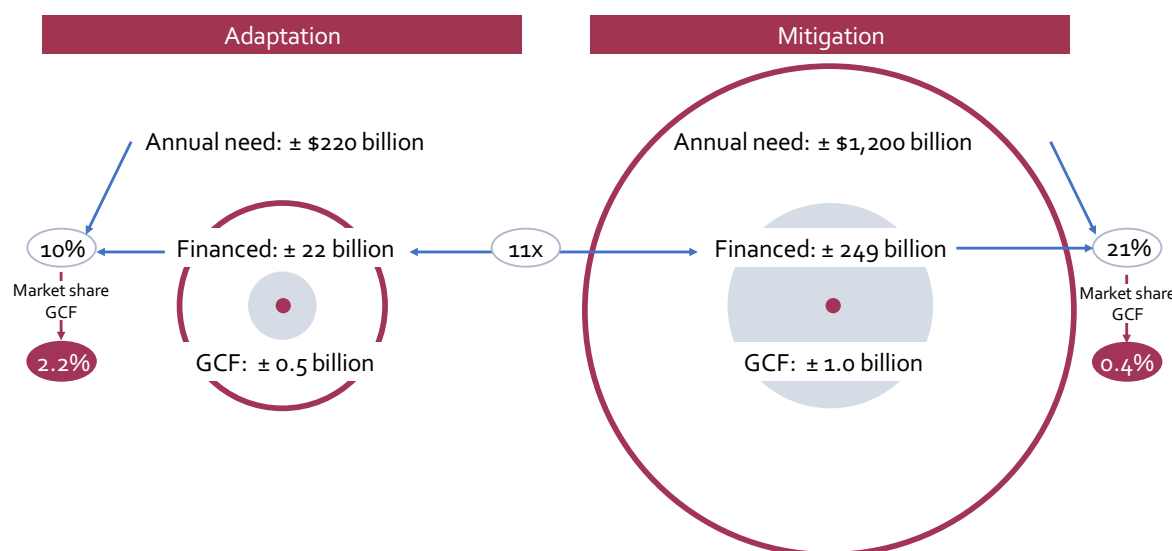 Adaptation
Mitigation
Annual need: ± $220 billion
Annual need: ± $1,200 billion
10%
Financed: ± 22 billion
11x
Financed: ± 249 billion
21%
Market share
GCF
Market share
GCF
2.2%
GCF: ± 0.5 billion
GCF: ± 1.0 billion
0.4%